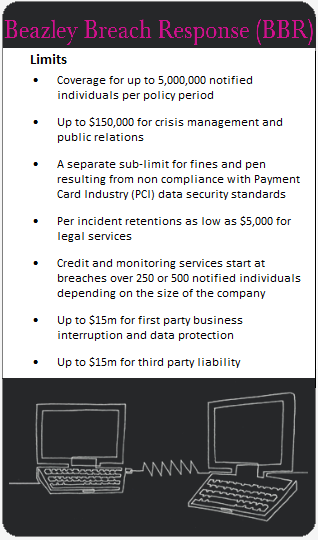 Beazley Breach Response (BBR)
Limits
• Coverage for up to 5,000,000 notified
individuals per policy period
• Up to $150,000 for crisis management and
public relations
• A separate sub-limit for fines and pen
resulting from non compliance with Payment
Card Industry (PCI) data security standards
• Per incident retentions as low as $5,000 for
legal services
• Credit and monitoring services start at
breaches over 250 or 500 notified individuals
depending on the size of the company
• Up to $15m for first party business
interruption and data protection
• Up to $15m for third party liability